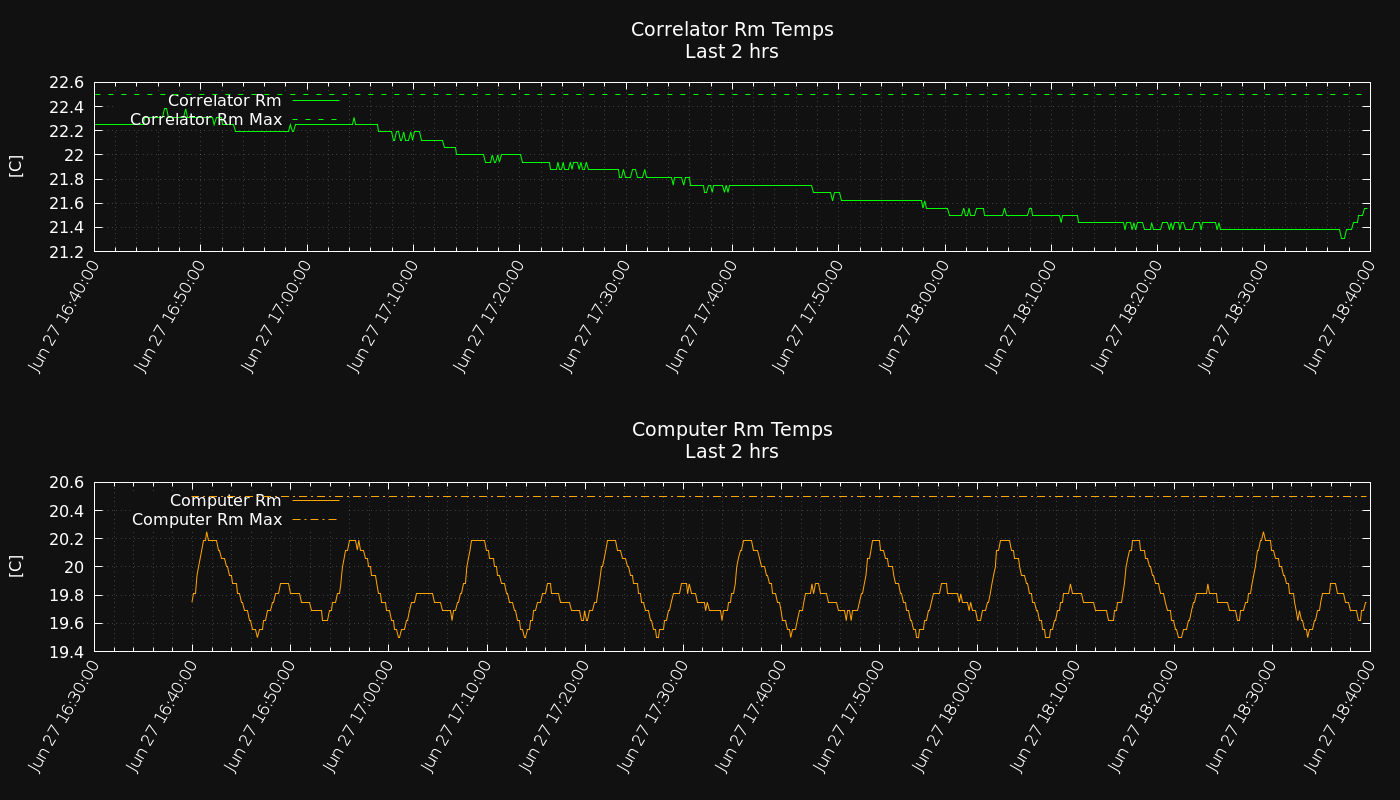 Correlator Rm Temps
Last 2 hrs
[C]
22.6
22.4
22.2
22
21.8
21.6
21.4
21.2
Correlator Rm
Correlator Rm Max
Jun 27 16:40:00
Jun 27 16:50:00
Jun 27 17:00:00
Jun 27 17:10:00
Jun 27 17:20:00
Jun 27 17:30:00
Jun 27 17:40:00
Jun 27 17:50:00
Jun 27 18:00:00
Jun 27 18:10:00
Jun 27 18:20:00
Jun 27 18:30:00
Jun 27 18:40:00
Computer Rm Temps
Last 2 hrs
[C]
20.6
20.4
20.2
20
19.8
19.6
19.4
Computer Rm
Computer Rm Max
Jun 27 16:30:00
Jun 27 16:40:00
Jun 27 16:50:00
Jun 27 17:00:00
Jun 27 17:10:00
Jun 27 17:20:00
Jun 27 17:30:00
Jun 27 17:40:00
Jun 27 17:50:00
Jun 27 18:00:00
Jun 27 18:10:00
Jun 27 18:20:00
Jun 27 18:30:00
Jun 27 18:40:00